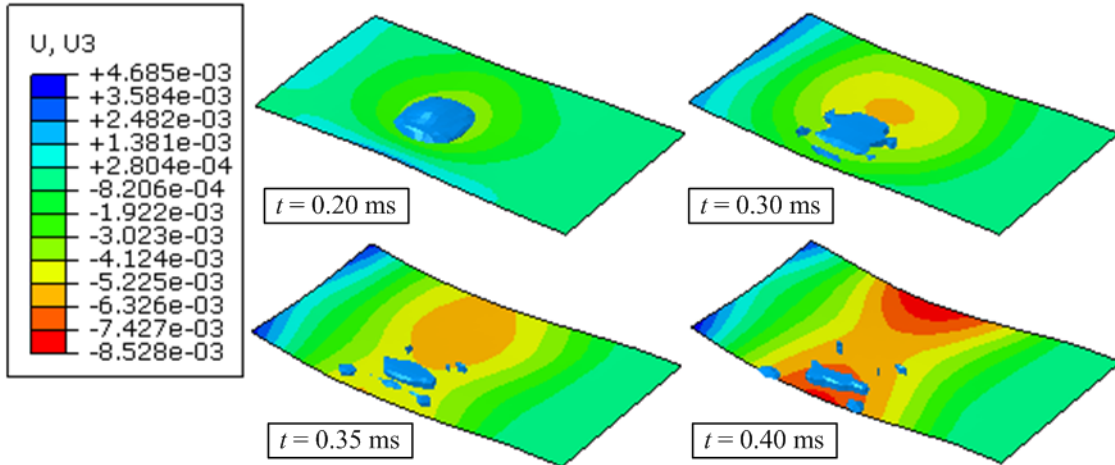 U, U3
+4.685e-03
+3.584e-03
+2.482e-03
+1.381e-03
+2.804e-04
-8.206e-04
-1.922e-03
-3.023e-03
-4.124e-03
-5.225e-03
-6.326e-03
-7.427e-03
-8.528e-03
t = 0.20 ms
t = 0.30 ms
t = 0.35 ms
t = 0.40 ms